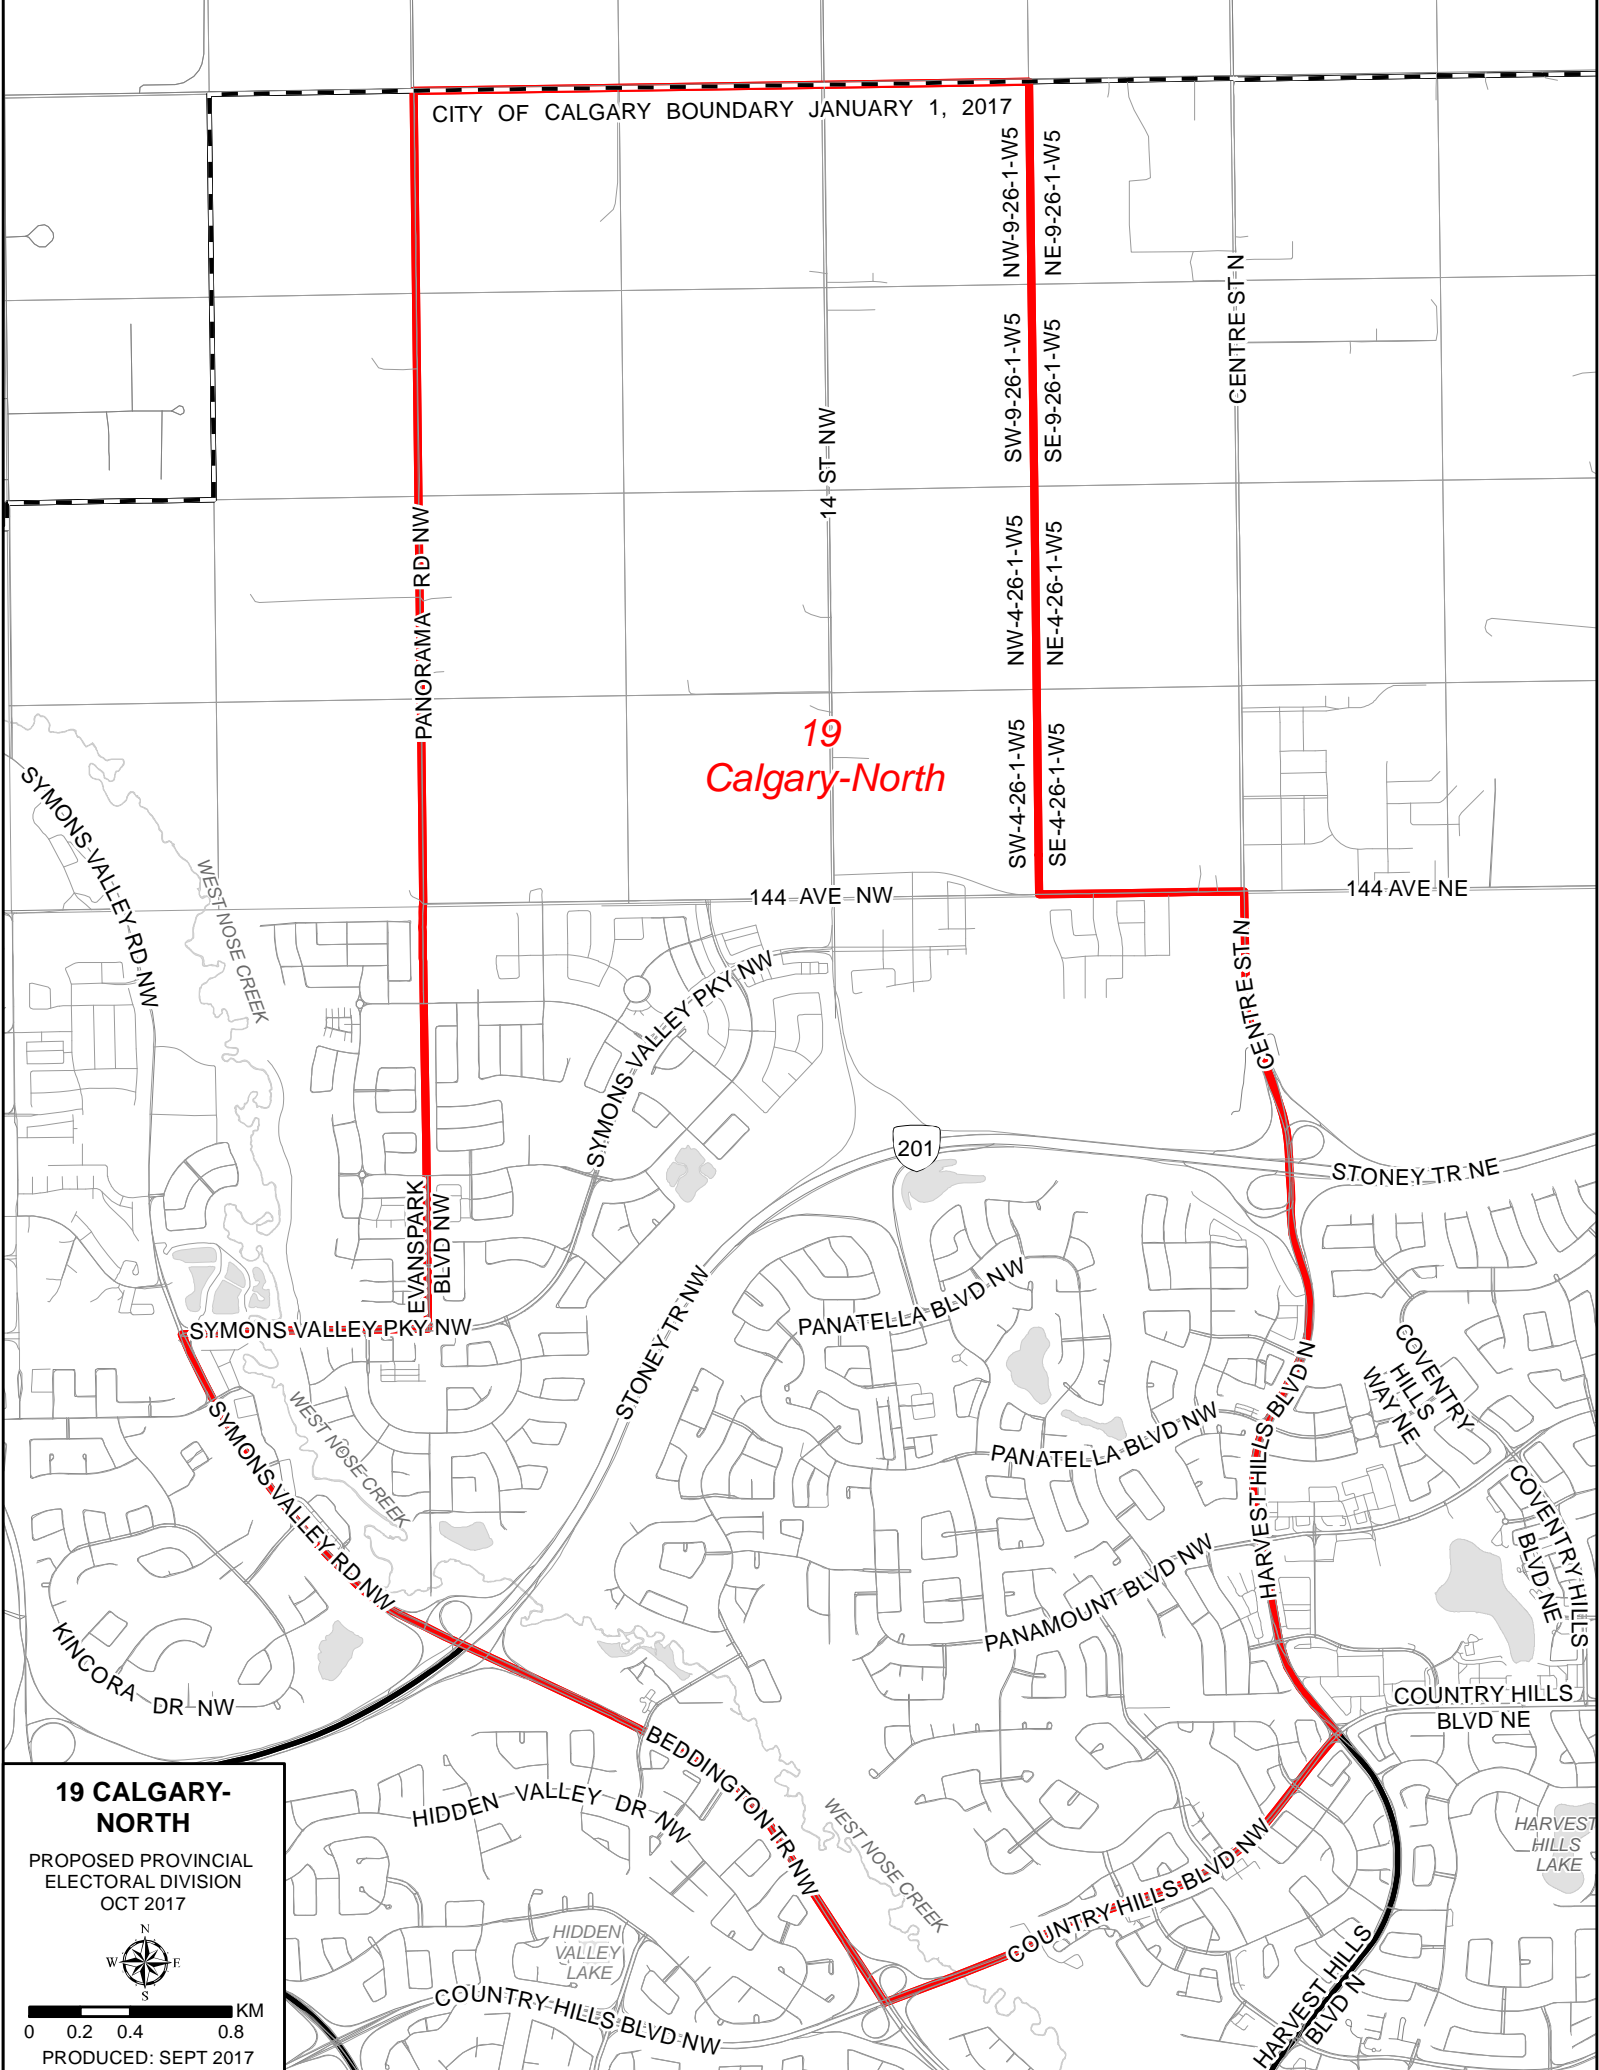 CITY OF CALGARY BOUNDARY JANUARY 1, 2017
NW-9-26-1-W5
NE-9-26-1-W5
CENTRE ST N
SW-9-26-1-W5
SE-9-26-1-W5
14 ST NW
PANORAMA RD NW
NW-4-26-1-W5
NE-4-26-1-W5
19
Calgary-North
SW-4-26-1-W5
SE-4-26-1-W5
SYMONS VALLEY RD NW
WEST NOSE CREEK
144 AVE NW
144 AVE NE
SYMONS VALLEY PKY NW
CENTRE ST N
201
STONEY TR NE
EVANSPARK
BLVD NW
SYMONS VALLEY PKY NW
STONEY TR NW
PANATELLA BLVD NW
COVENTRY
HILLS
WAY NE
WEST NOSE CREEK
SYMONS VALLEY RD NW
PANATELLA BLVD NW
HARVEST HILLS BLVD N
COVENTRY HILLS
BLVD NE
PANAMOUNT BLVD NW
KINCORA DR NW
COUNTRY HILLS
BLVD NE
BEDDINGTON TR NW
HIDDEN VALLEY DR NW
WEST NOSE CREEK
COUNTRY HILLS BLVD NW
HARVEST
HILLS
LAKE
HIDDEN
VALLEY
LAKE
COUNTRY HILLS BLVD NW
HARVEST HILLS
BLVD N
19 CALGARY-
NORTH
PROPOSED PROVINCIAL
ELECTORAL DIVISION
OCT 2017
N
W E
S
KM
0 0.2 0.4 0.8
PRODUCED: SEPT 2017